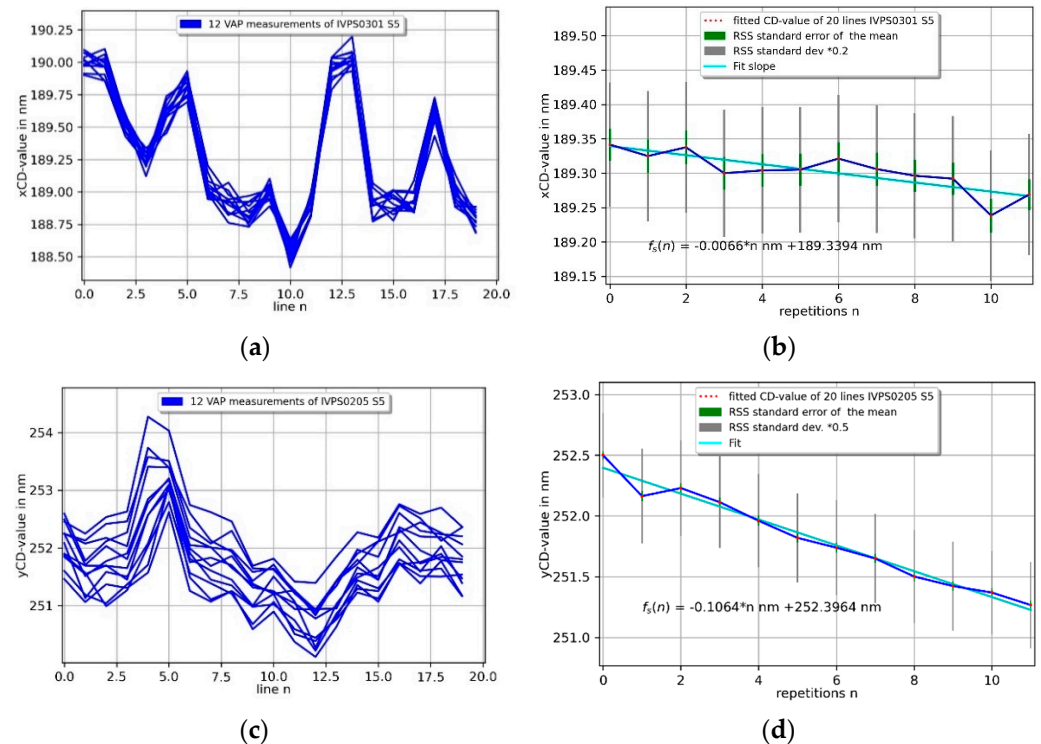 12 VAP measurements of IVPS0301 S5
190.25
190.00
189.75
189.50
189.25
189.00
188.75
188.50
xCD-value in nm
0.0 2.5 5.0 7.5 10.0 12.5 15.0 17.5 20.0
line n
(a)
fitted CD-value of 20 lines IVPS0301 S5
RSS standard error of the mean
RSS standard dev *0.2
Fit slope
189.50
189.45
189.40
189.35
189.30
189.25
189.20
189.15
xCD-value in nm
fs(n) = -0.0066*n nm +189.3394 nm
0 2 4 6 8 10
repetitions n
(b)
12 VAP measurements of IVPS0205 S5
254
253
252
251
yCD-value in nm
0.0 2.5 5.0 7.5 10.0 12.5 15.0 17.5 20.0
line n
(c)
fitted CD-value of 20 lines IVPS0205 S5
RSS standard error of the mean
RSS standard dev. *0.5
Fit
253.0
252.5
252.0
251.5
251.0
yCD-value in nm
fs(n) = -0.1064*n nm +252.3964 nm
0 2 4 6 8 10
repetitions n
(d)